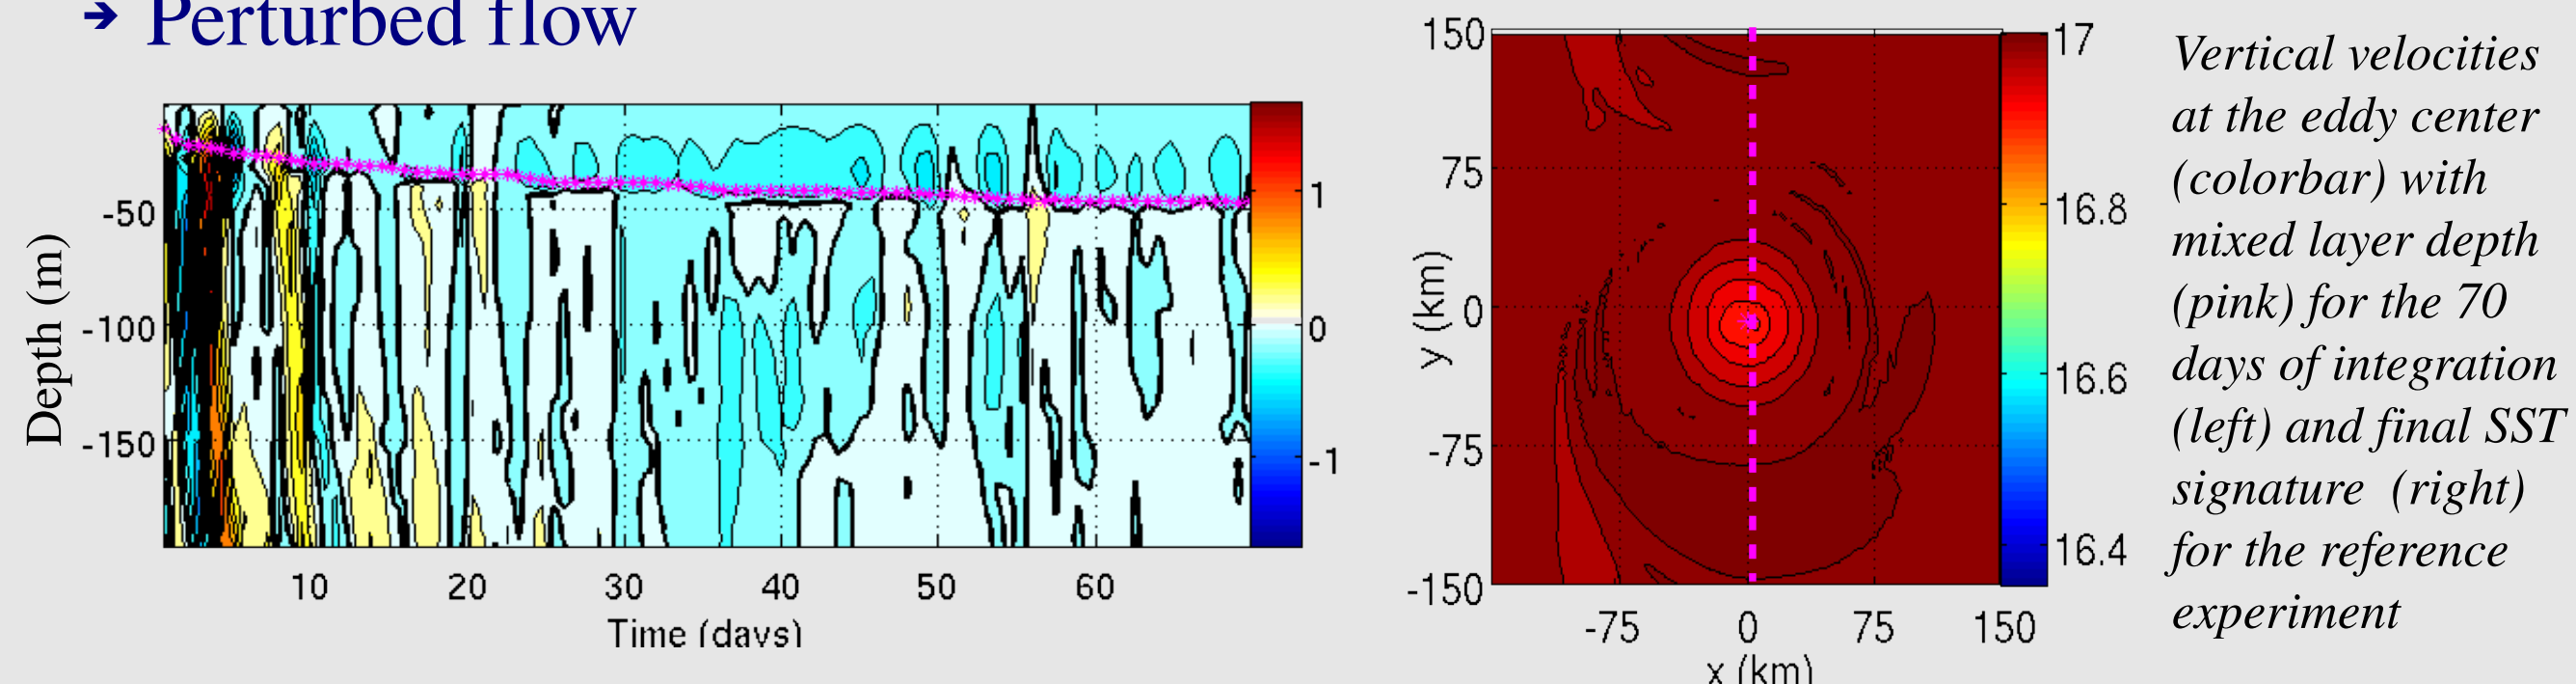 ➔ Perturbed flow
Depth (m)
-50
-100
-150
10 20 30 40 50 60
Time (days)
1
0
-1
150
75
0
-75
-150
y (km)
-75 0 75 150
x (km)
17
16.8
16.6
16.4
Vertical velocities
at the eddy center
(colorbar) with
mixed layer depth
(pink) for the 70
days of integration
(left) and final SST
signature (right)
for the reference
experiment